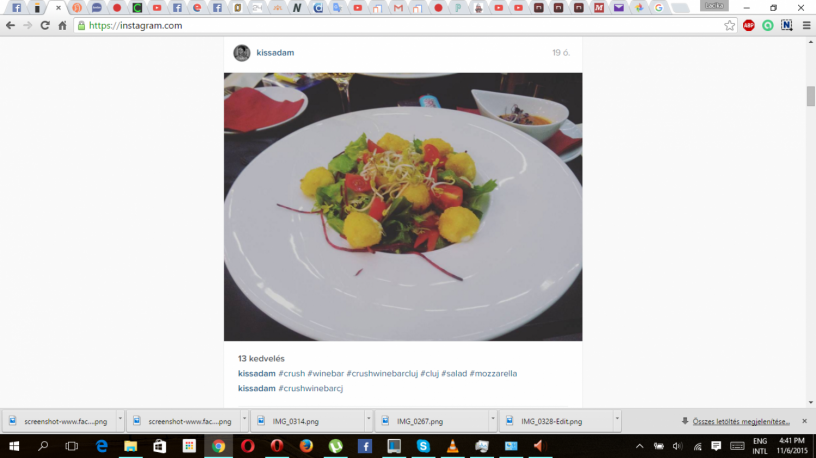 https://instagram.com
kissadam
19 ó.
13 kedvelés
kissadam #crush #winebar #crushwinebarcluj #cluj #salad #mozzarella
kissadam #crushwinebarcj
screenshot-www.fac....png
screenshot-www.fac....png
IMG_0314.png
IMG_0267.png
IMG_0328-Edit.png
Összes letöltés megjelenítése...
ENG
INTL
4:41 PM
11/6/2015